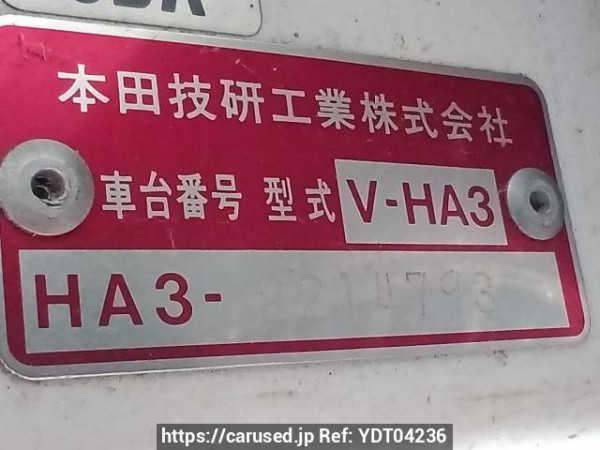 本田技研工業株式会社
車台番号 型式 V-HA3
HA3-
https://carused.jp Ref: YDT04236